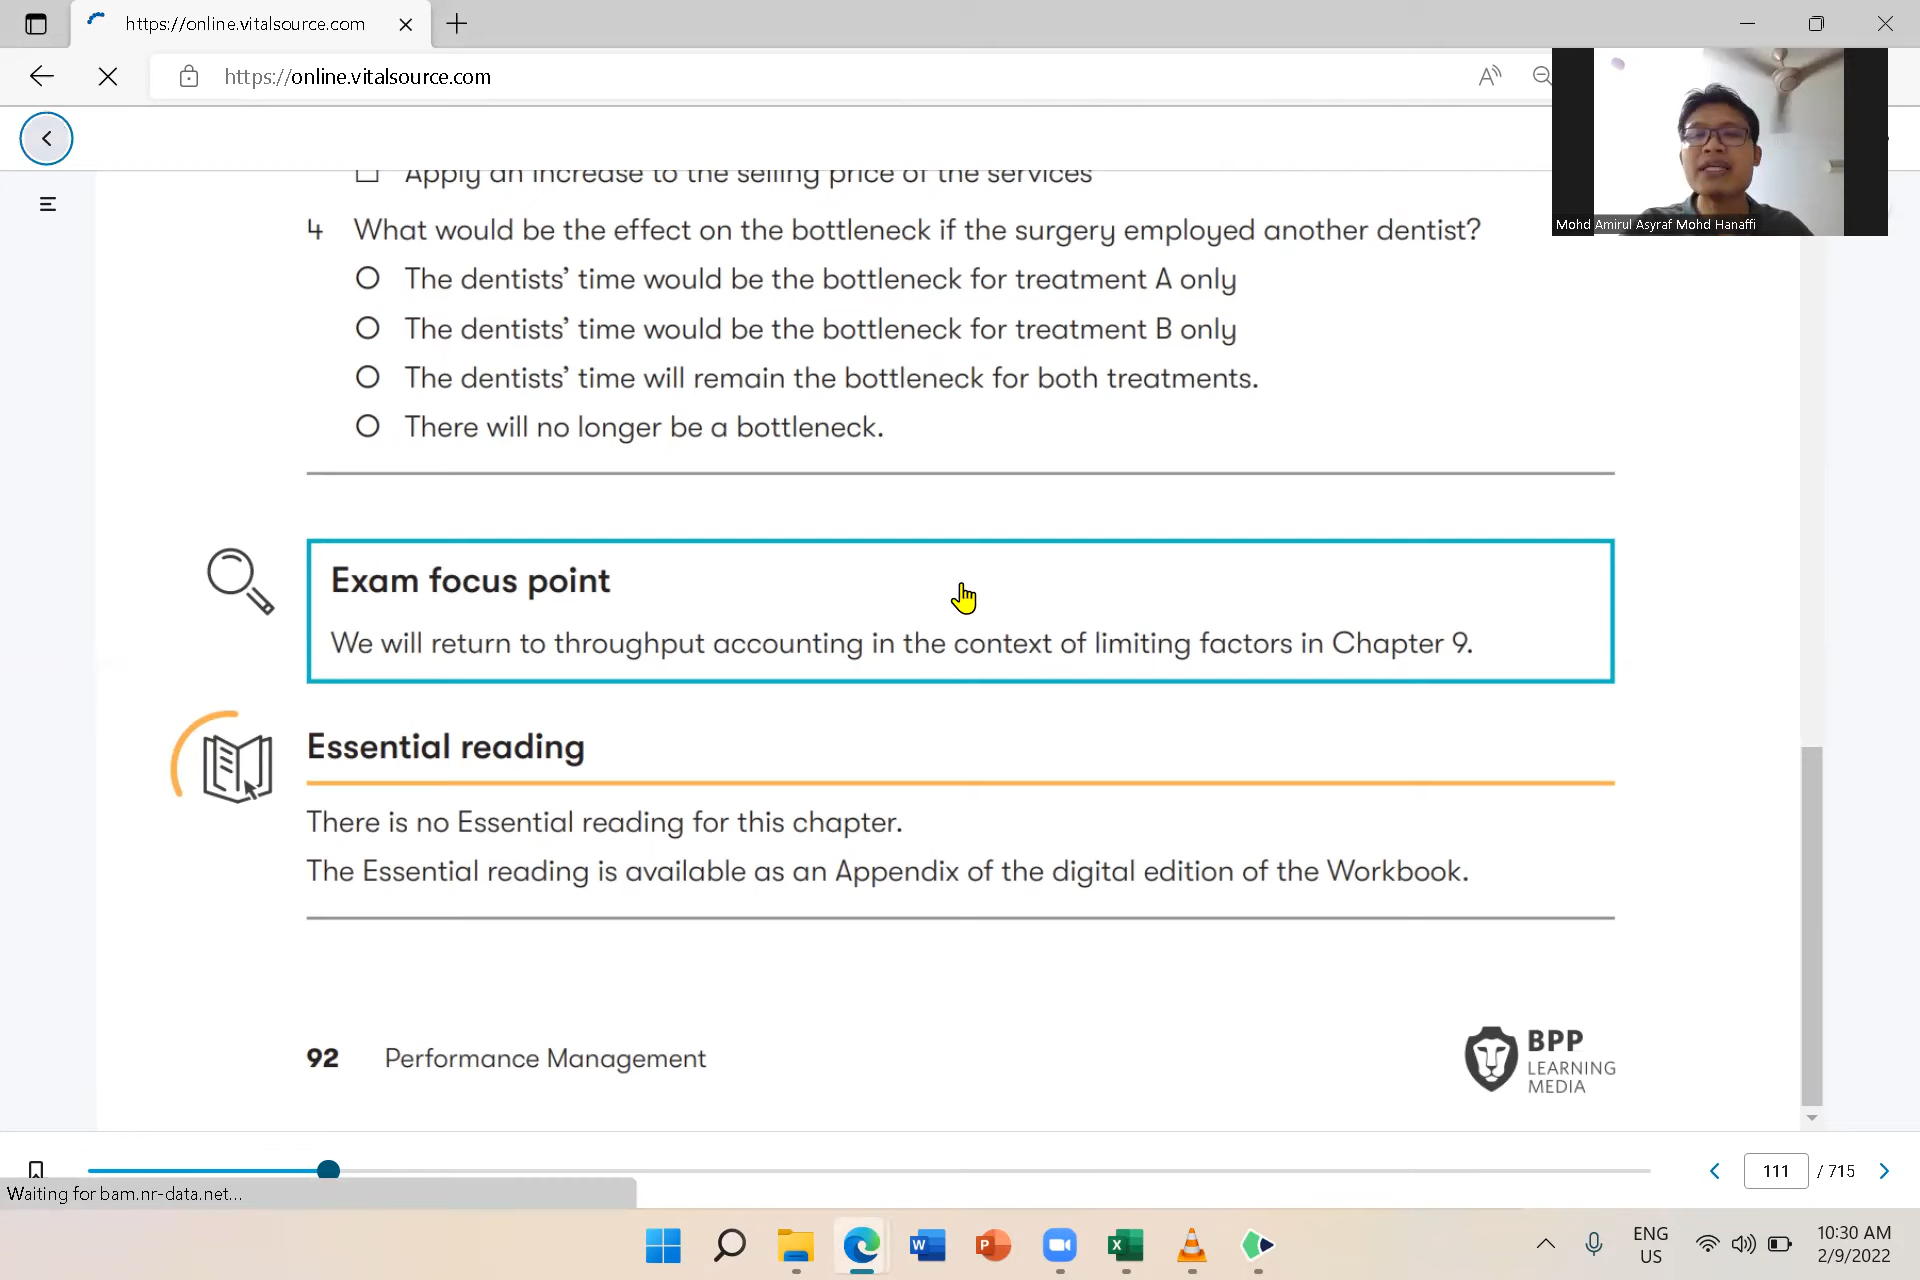 https://online.vitalsource.com
https://online.vitalsource.com
Mohd Amirul Asyraf Mohd Hanaffi
Apply an increase to the selling price of the services
4 What would be the effect on the bottleneck if the surgery employed another dentist?
The dentists’ time would be the bottleneck for treatment A only
The dentists’ time would be the bottleneck for treatment B only
The dentists’ time will remain the bottleneck for both treatments.
There will no longer be a bottleneck.
Exam focus point
We will return to throughput accounting in the context of limiting factors in Chapter 9.
Essential reading
There is no Essential reading for this chapter.
The Essential reading is available as an Appendix of the digital edition of the Workbook.
92 Performance Management
BPP
LEARNING
MEDIA
111 / 715
Waiting for bam.nr-data.net...
ENG
US
10:30 AM
2/9/2022